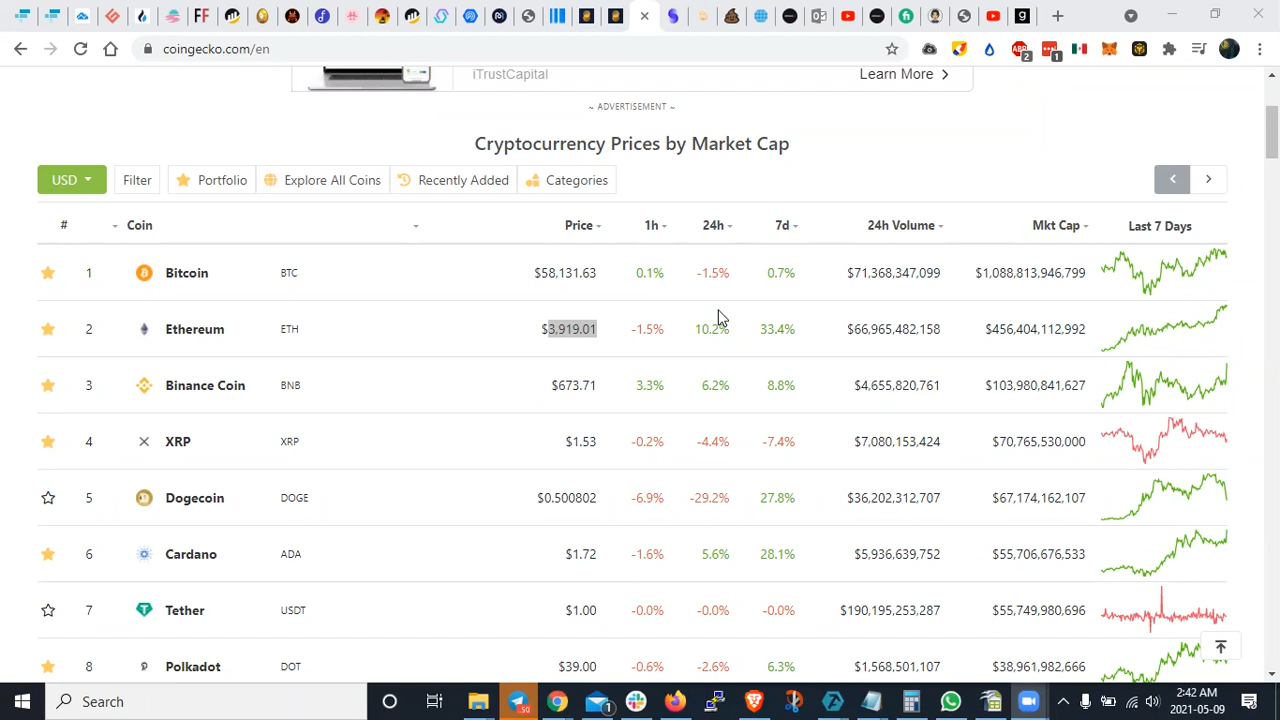 coingecko.com/en
ABP
2
1
iTrustCapital
Learn More
~ ADVERTISEMENT ~
Cryptocurrency Prices by Market Cap
USD Filter Portfolio Explore All Coins Recently Added Categories
# Coin Price 1h 24h 7d 24h Volume Mkt Cap Last 7 Days
1 Bitcoin BTC $58,131.63 0.1% -1.5% 0.7% $71,368,347,099 $1,088,813,946,799
2 Ethereum ETH $3,919.01 -1.5% 10.2% 33.4% $66,965,482,158 $456,404,112,992
3 Binance Coin BNB $673.71 3.3% 6.2% 8.8% $4,655,820,761 $103,980,841,627
4 XRP XRP $1.53 -0.2% -4.4% -7.4% $7,080,153,424 $70,765,530,000
5 Dogecoin DOGE $0.500802 -6.9% -29.2% 27.8% $36,202,312,707 $67,174,162,107
6 Cardano ADA $1.72 -1.6% 5.6% 28.1% $5,936,639,752 $55,706,676,533
7 Tether USDT $1.00 -0.0% -0.0% -0.0% $190,195,253,287 $55,749,980,696
8 Polkadot DOT $39.00 -0.6% -2.6% 6.3% $1,568,501,107 $38,961,982,666
Search
2:42 AM
2021-05-09